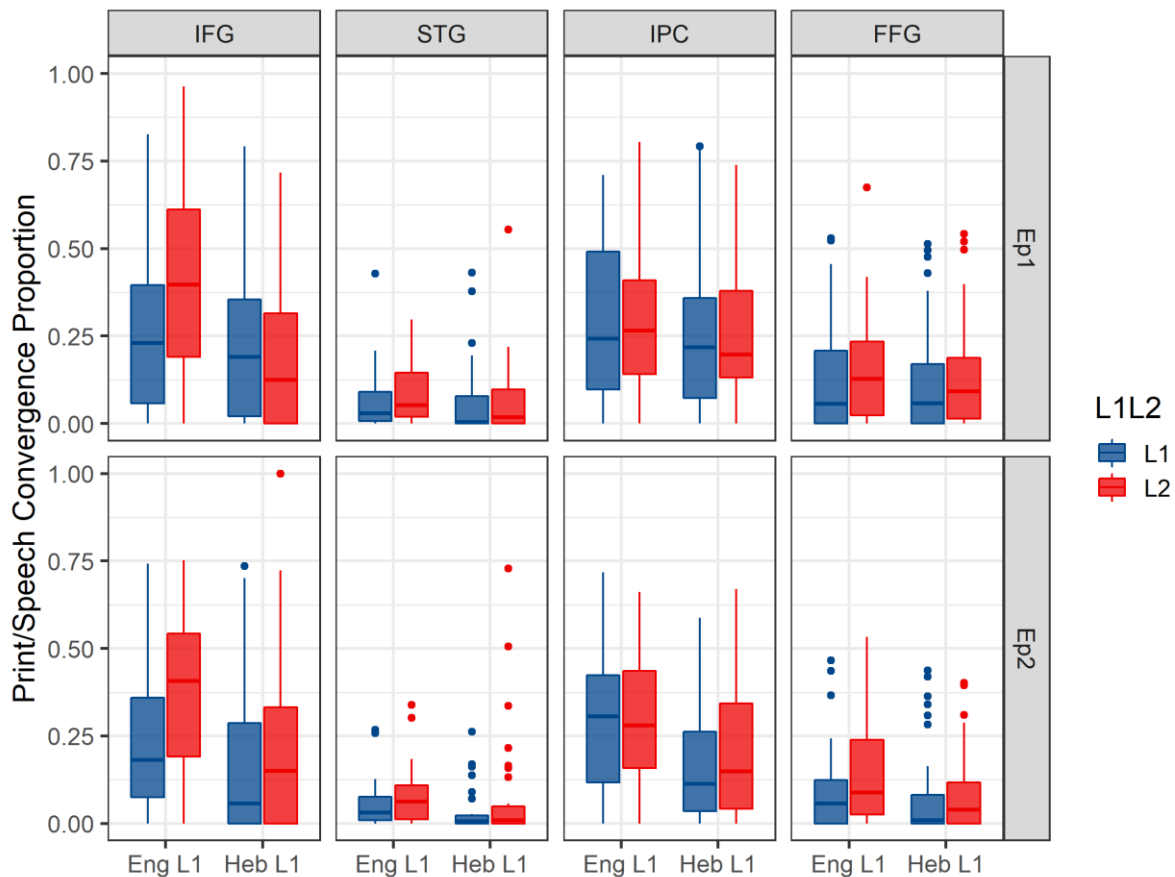 IFG STG IPC FFG
1.00
0.75
0.50
0.25
0.00
Ep1
1.00
0.75
0.50
0.25
0.00
Ep2
Print/Speech Convergence Proportion
Eng L1 Heb L1 Eng L1 Heb L1 Eng L1 Heb L1 Eng L1 Heb L1
L1L2
L1
L2